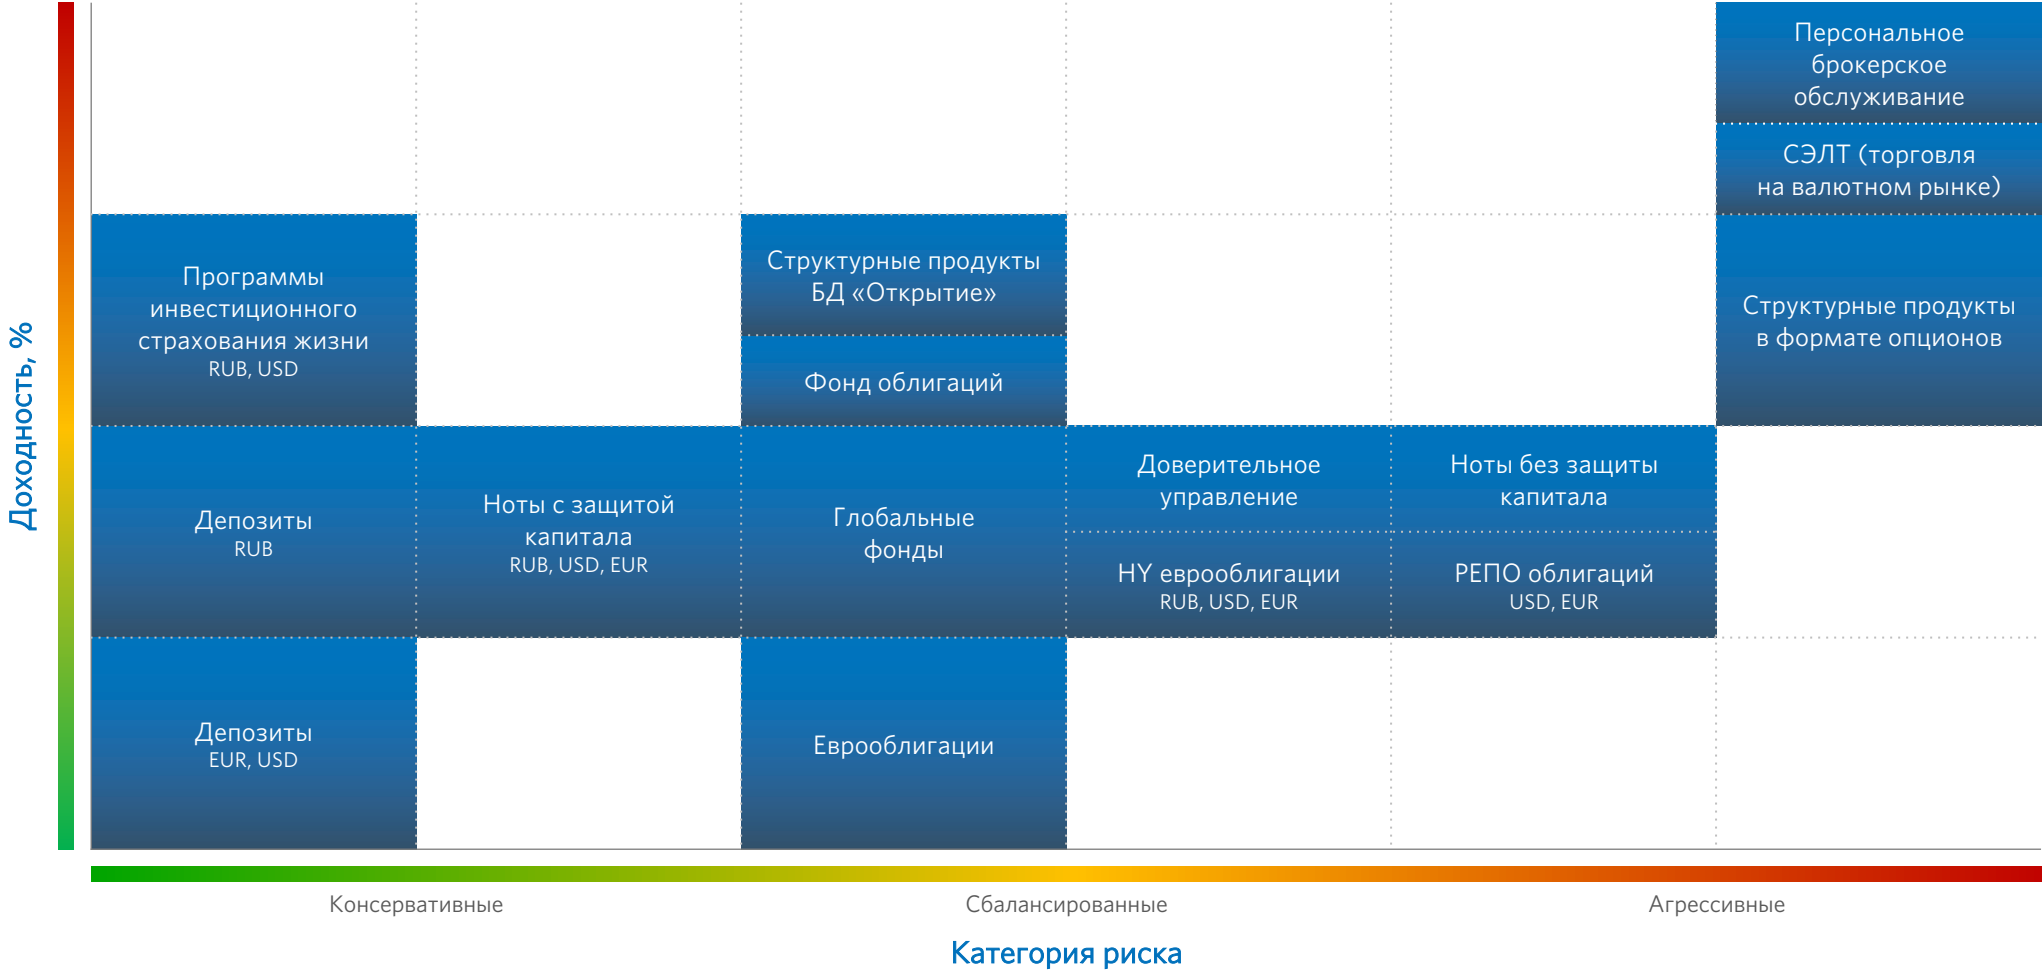 Доходность, %
Персональное
брокерское
обслуживание
СЭЛТ (торговля
на валютном рынке)
Программы
инвестиционного
страхования жизни
RUB, USD
Структурные продукты
БД «Открытие»
Фонд облигаций
Структурные продукты
в формате опционов
Депозиты
RUB
Ноты с защитой
капитала
RUB, USD, EUR
Глобальные
фонды
Доверительное
управление
HY еврооблигации
RUB, USD, EUR
Ноты без защиты
капитала
РЕПО облигаций
USD, EUR
Депозиты
EUR, USD
Еврооблигации
Консервативные
Сбалансированные
Агрессивные
Категория риска